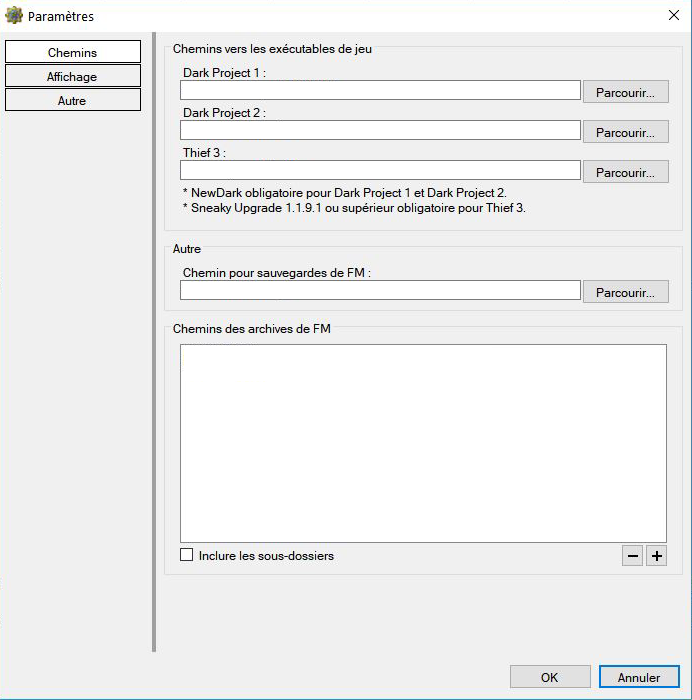 Paramètres
Chemins
Affichage
Autre
Chemins vers les exécutables de jeu
Dark Project 1 :
Parcourir...
Dark Project 2 :
Parcourir...
Thief 3 :
Parcourir...
* NewDark obligatoire pour Dark Project 1 et Dark Project 2.
* Sneaky Upgrade 1.1.9.1 ou supérieur obligatoire pour Thief 3.
Autre
Chemin pour sauvegardes de FM :
Parcourir...
Chemins des archives de FM
Inclure les sous-dossiers
OK
Annuler